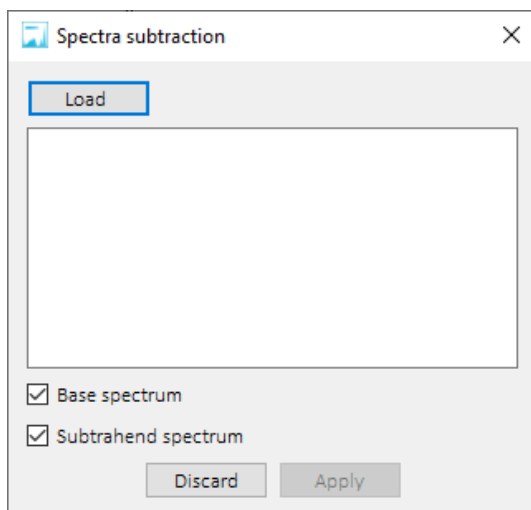 Spectra subtraction
Load
Base spectrum
Subtrahend spectrum
Discard Apply